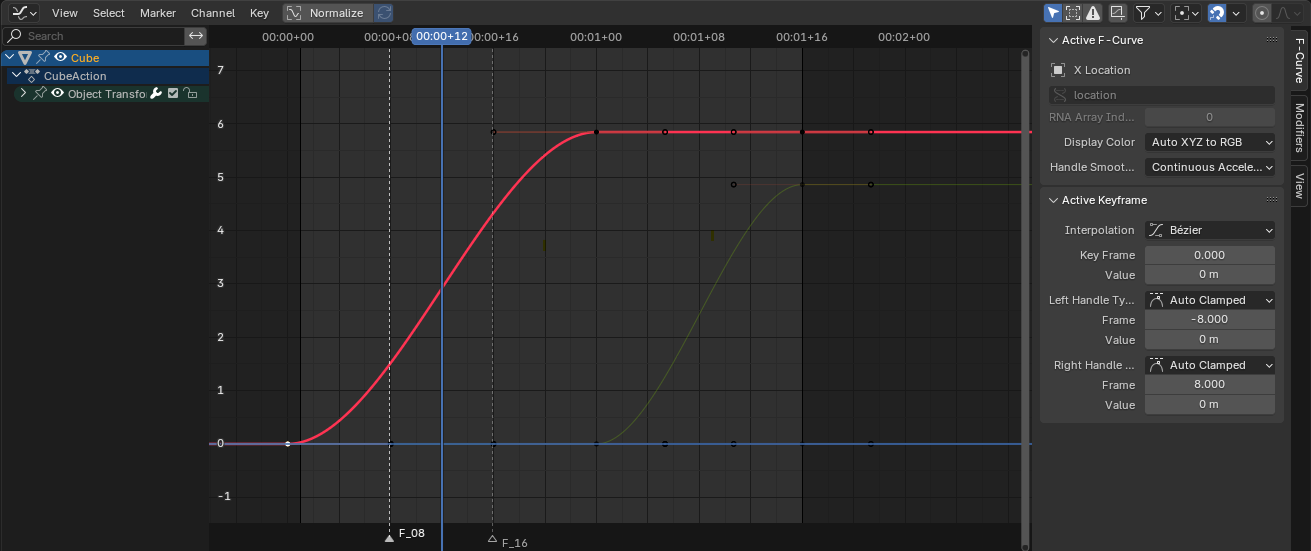 View Select Marker Channel Key Normalize
Search
00:00+00 00:00+08 00:00+12 00:00+16 00:01+00 00:01+08 00:01+16 00:02+00
Cube
CubeAction
Object Transfo
7
6
5
4
3
2
1
0
-1
F_08
F_16
Active F-Curve
X Location
location
RNA Array Ind... 0
Display Color Auto XYZ to RGB
Handle Smoot... Continuous Accele...
Active Keyframe
Interpolation Bézier
Key Frame 0.000
Value 0 m
Left Handle Ty... Auto Clamped
Frame -8.000
Value 0 m
Right Handle ... Auto Clamped
Frame 8.000
Value 0 m
F-Curve
Modifiers
View